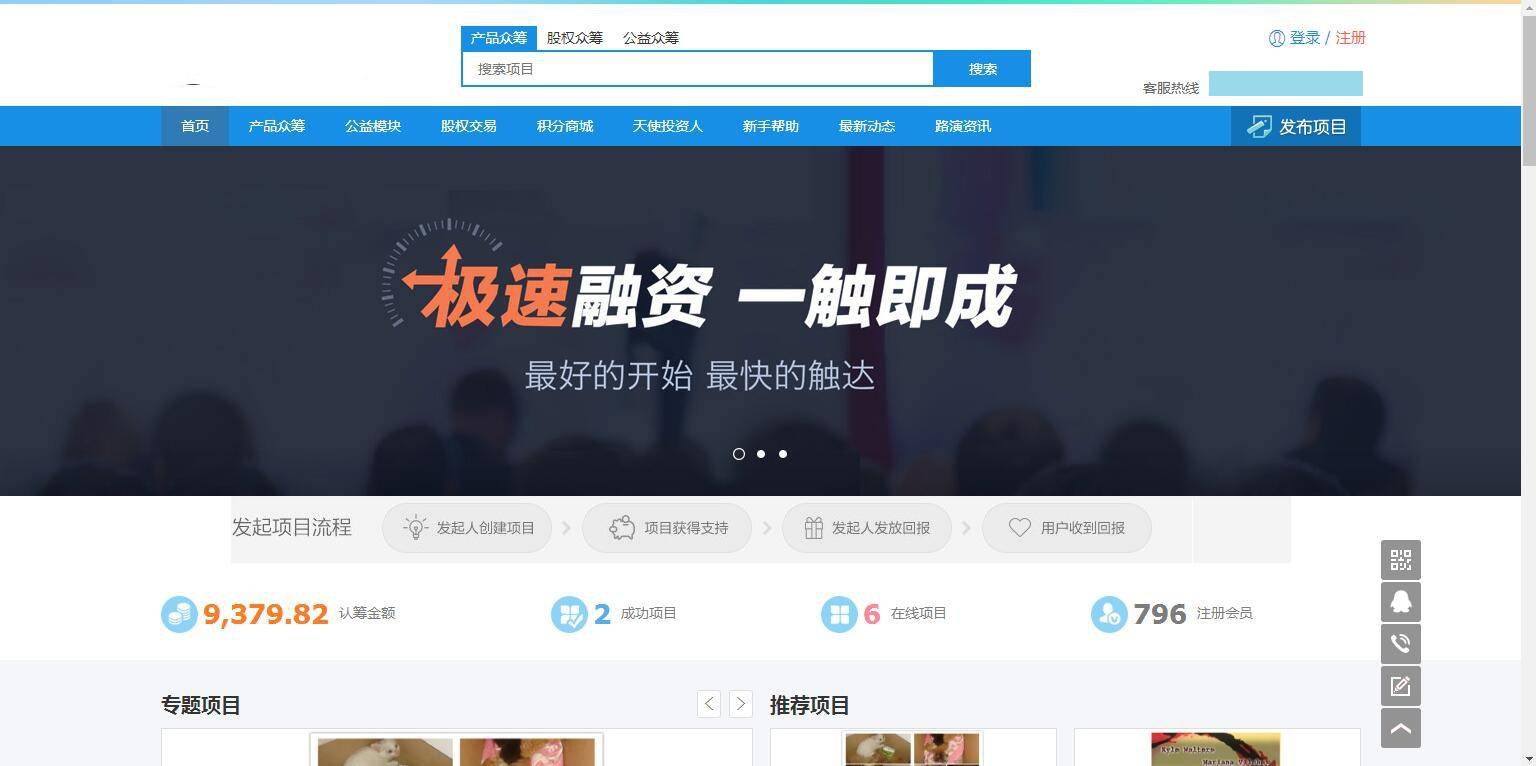 产品众筹 股权众筹 公益众筹
登录 / 注册
搜索项目 搜索
客服热线
首页 产品众筹 公益模块 股权交易 积分商城 天使投资人 新手帮助 最新动态 路演资讯 发布项目
极速融资 一触即成
最好的开始 最快的触达
发起项目流程 发起人创建项目 项目获得支持 发起人发放回报 用户收到回报
9,379.82 认筹金额 2 成功项目 6 在线项目 796 注册会员
专题项目 推荐项目
Kyle Walters